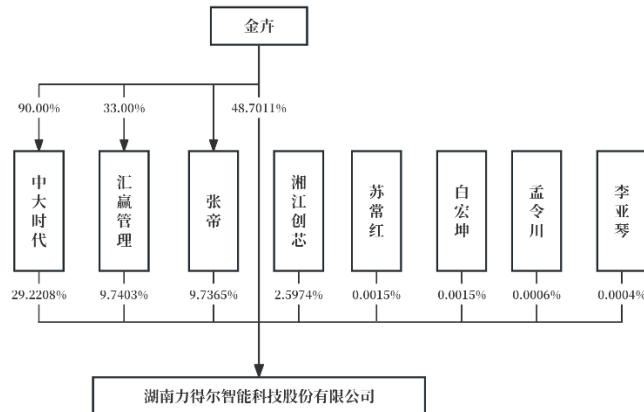 金卉
90.00%
33.00%
48.7011%
中大时代
汇赢管理
张帝
湘江创芯
苏常红
白宏坤
孟令川
李亚琴
29.2208%
9.7403%
9.7365%
2.5974%
0.0015%
0.0015%
0.0006%
0.0004%
湖南力得尔智能科技股份有限公司